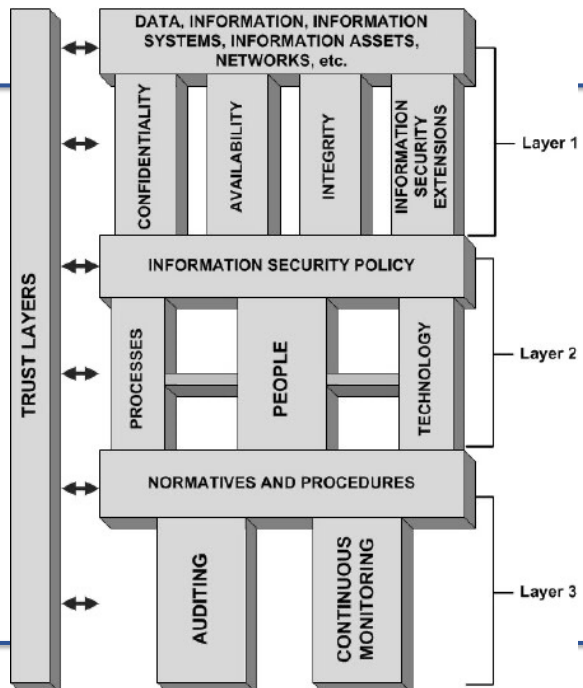 DATA, INFORMATION, INFORMATION
SYSTEMS, INFORMATION ASSETS,
NETWORKS, etc.
CONFIDENTIALITY
AVAILABILITY
INTEGRITY
INFORMATION
SECURITY
EXTENSIONS
Layer 1
INFORMATION SECURITY POLICY
TRUST LAYERS
PROCESSES
PEOPLE
TECHNOLOGY
Layer 2
NORMATIVES AND PROCEDURES
AUDITING
CONTINUOUS
MONITORING
Layer 3